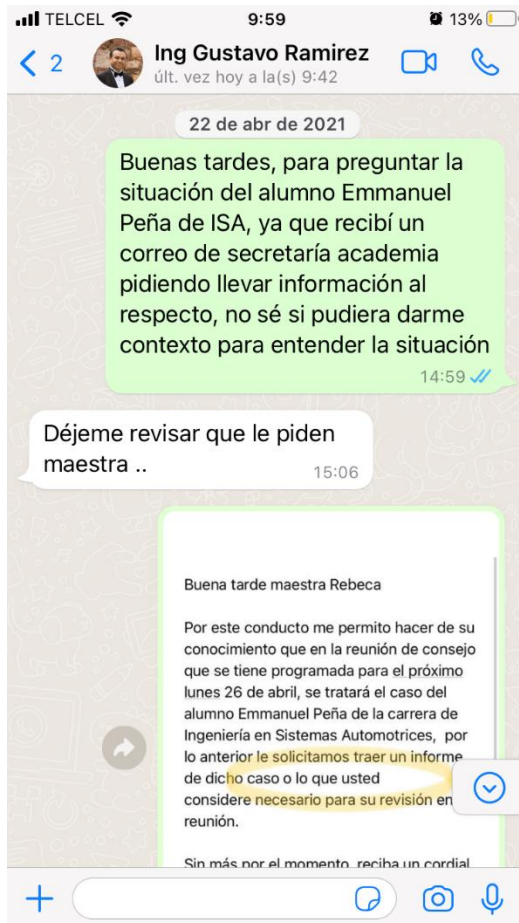 TELCEL 9:59 13%
2 Ing Gustavo Ramirez
últ. vez hoy a la(s) 9:42
22 de abr de 2021
Buenas tardes, para preguntar la
situación del alumno Emmanuel
Peña de ISA, ya que recibí un
correo de secretaría academia
pidiendo llevar información al
respecto, no sé si pudiera darme
contexto para entender la situación
14:59
Déjeme revisar que le piden
maestra ..
15:06
Buena tarde maestra Rebeca
Por este conducto me permito hacer de su
conocimiento que en la reunión de consejo
que se tiene programada para el próximo
lunes 26 de abril, se tratará el caso del
alumno Emmanuel Peña de la carrera de
Ingeniería en Sistemas Automotrices, por
lo anterior le solicitamos traer un informe
de dicho caso o lo que usted
considere necesario para su revisión en
reunión.
Sin más por el momento, reciba un cordial